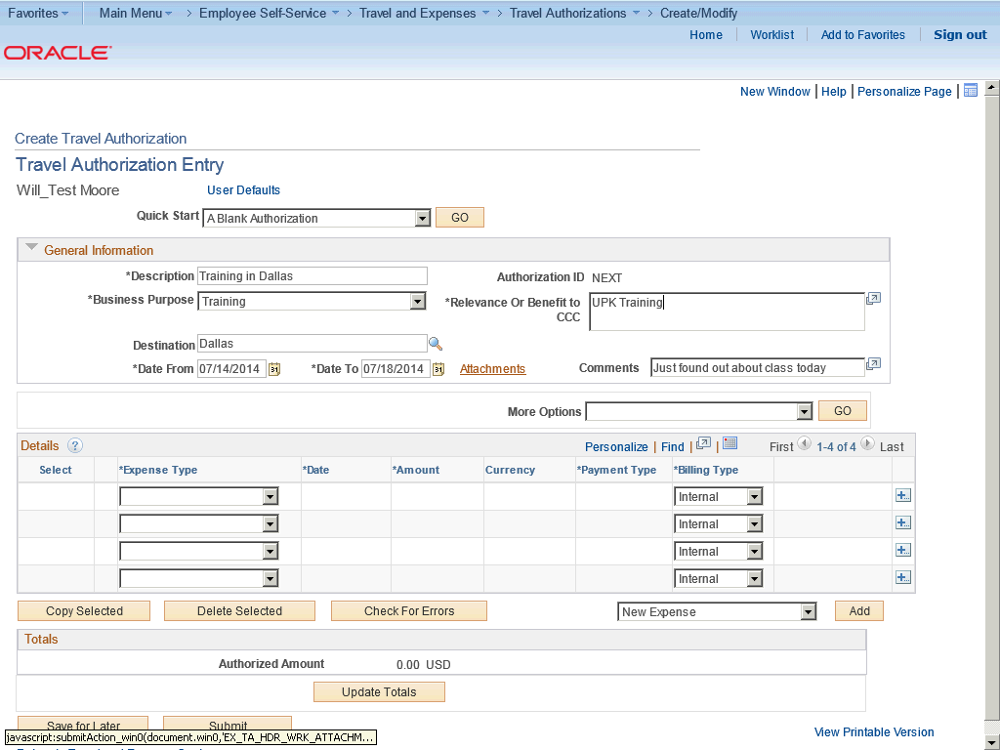 Favorites Main Menu > Employee Self-Service > Travel and Expenses > Travel Authorizations > Create/Modify
Home Worklist Add to Favorites Sign out
ORACLE
New Window | Help | Personalize Page |
Create Travel Authorization
Travel Authorization Entry
Will_Test Moore User Defaults
Quick Start A Blank Authorization GO
General Information
*Description Training in Dallas Authorization ID NEXT
*Business Purpose Training *Relevance Or Benefit to CCC UPK Training
Destination Dallas
*Date From 07/14/2014 31 *Date To 07/18/2014 31 Attachments Comments Just found out about class today
More Options GO
Details ? Personalize | Find | | First 1-4 of 4 Last
Select *Expense Type *Date *Amount Currency *Payment Type *Billing Type
Internal
Internal
Internal
Internal
Copy Selected Delete Selected Check For Errors New Expense Add
Totals
Authorized Amount 0.00 USD
Update Totals
Save for Later Submit
View Printable Version
javascript:submitAction_win0(document.win0,'EX_TA_HDR_WRK_ATTACHM...